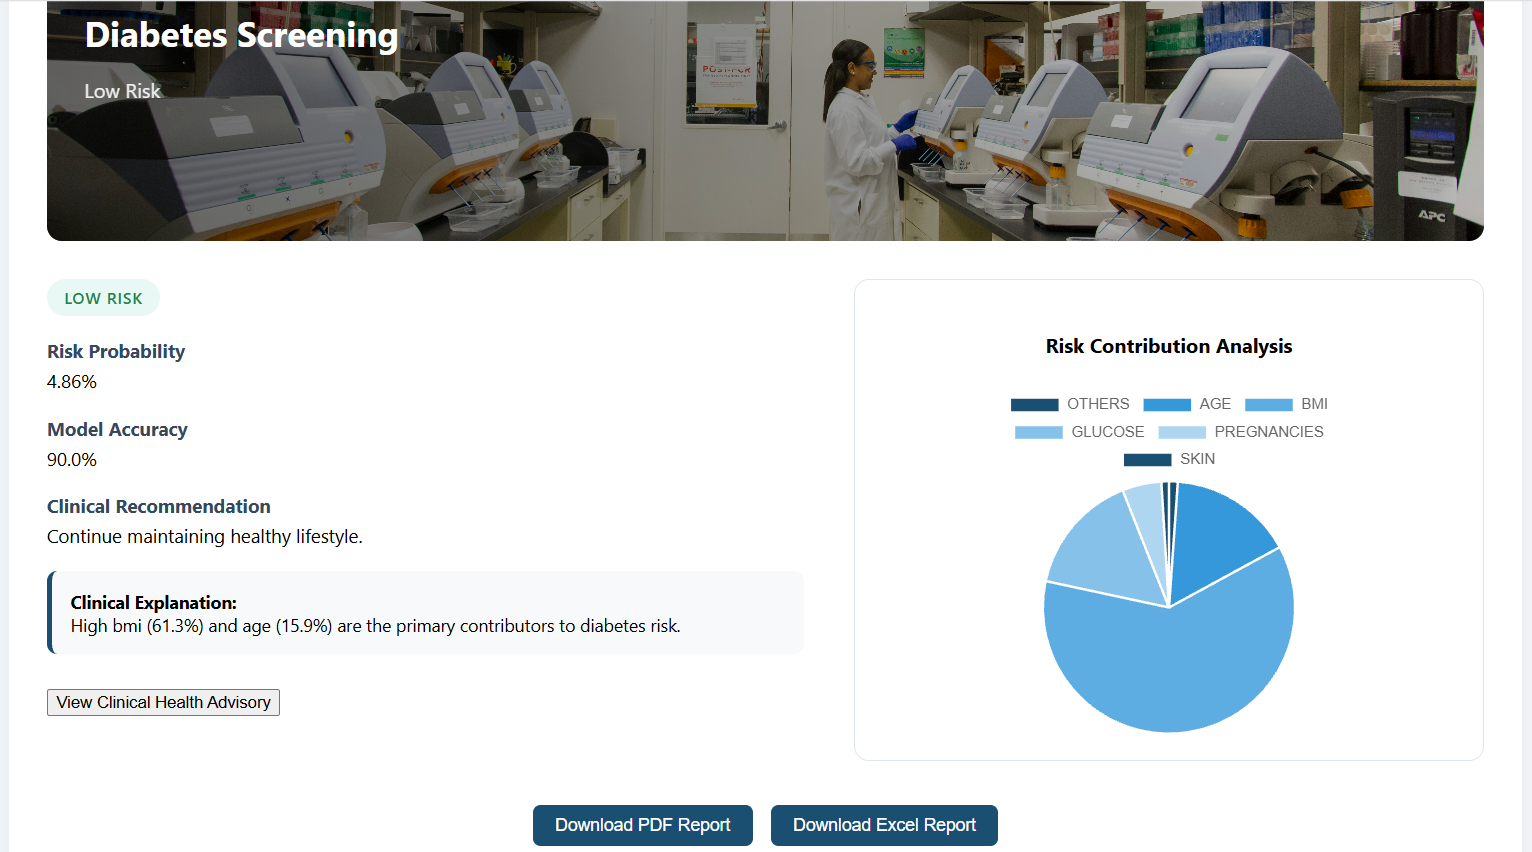 Diabetes Screening
Low Risk
APC
LOW RISK
Risk Probability
4.86%
Model Accuracy
90.0%
Clinical Recommendation
Continue maintaining healthy lifestyle.
Clinical Explanation:
High bmi (61.3%) and age (15.9%) are the primary contributors to diabetes risk.
View Clinical Health Advisory
Risk Contribution Analysis
OTHERS AGE BMI
GLUCOSE PREGNANCIES
SKIN
Download PDF Report Download Excel Report